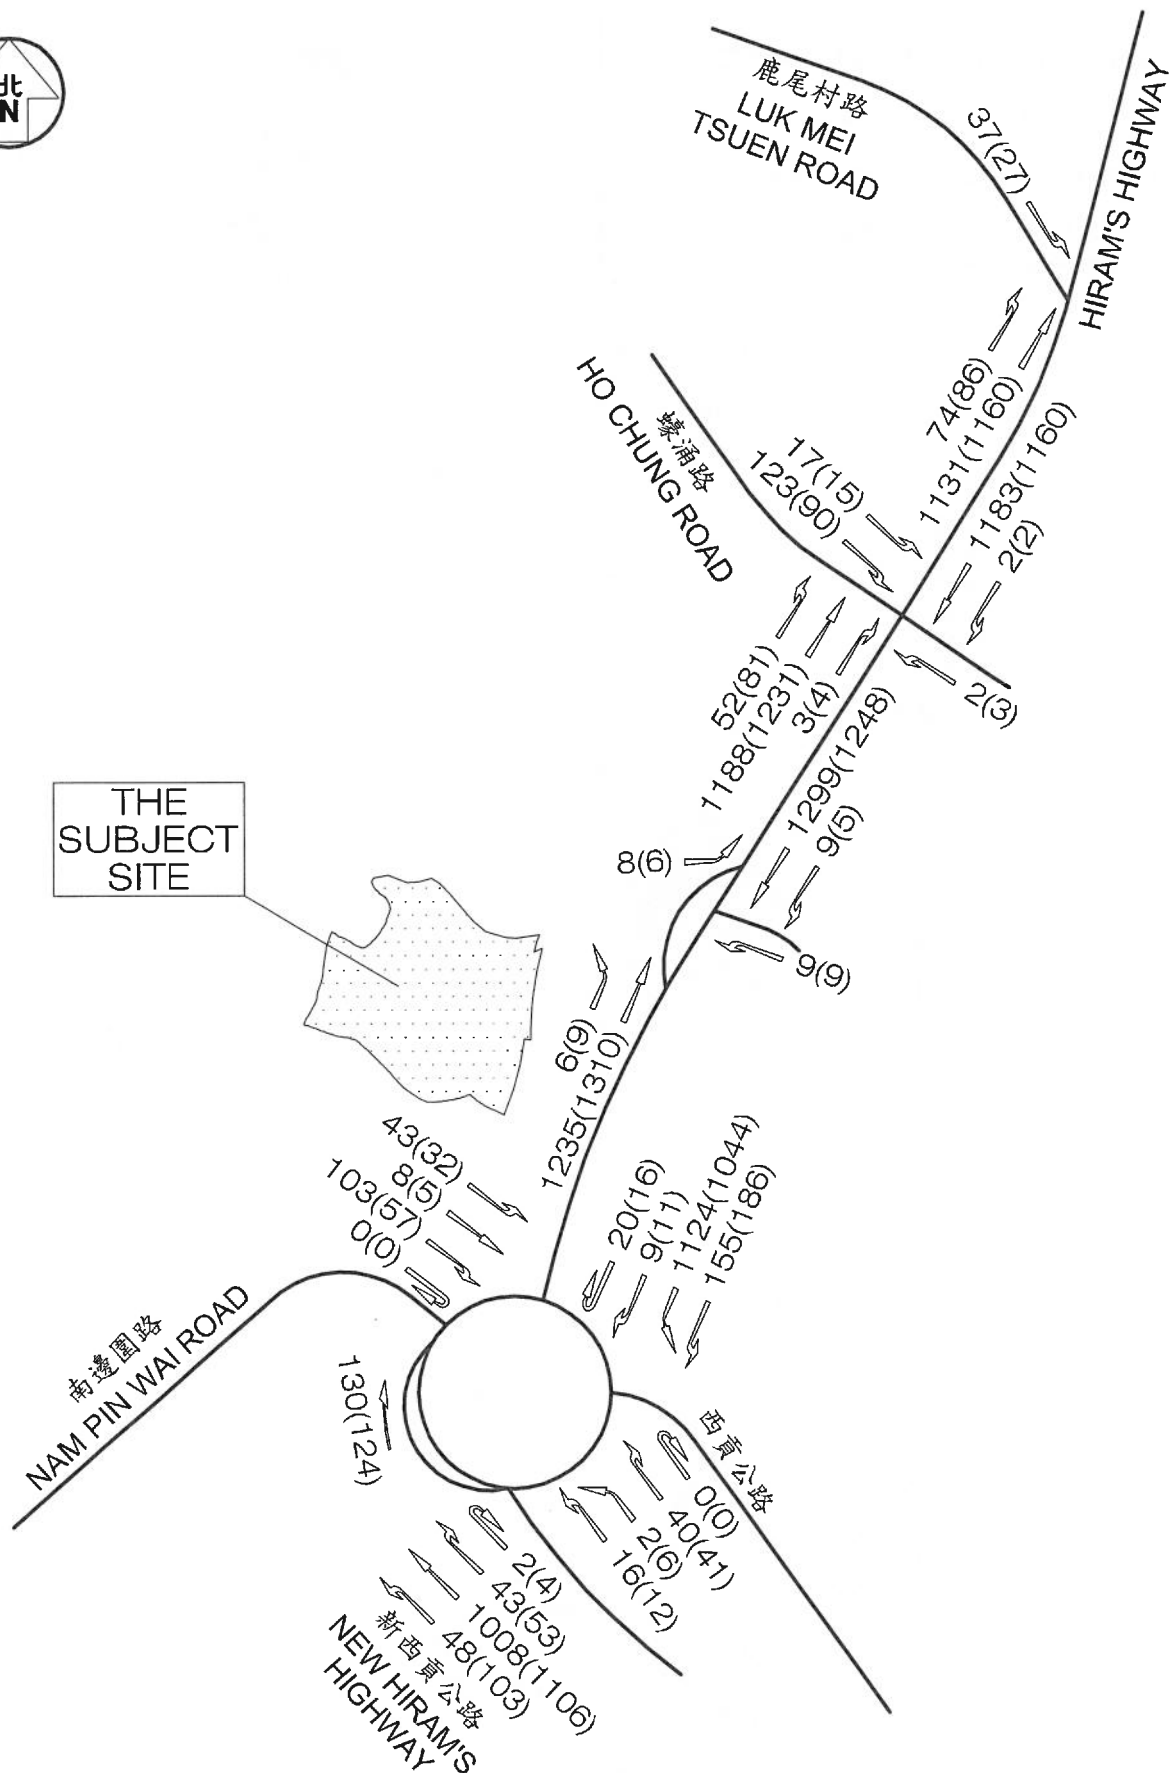 N
鹿尾村路
LUK MEI
TSUEN ROAD
37(27)
HIRAM'S HIGHWAY
74(86)
1131(1160)
1183(1160)
2(2)
蠔涌路
HO CHUNG ROAD
17(15)
123(90)
52(81)
1188(1231)
3(4)
2(3)
1299(1248)
9(5)
THE
SUBJECT
SITE
8(6)
9(9)
6(9)
1235(1310)
43(32)
8(5)
103(57)
0(0)
20(16)
9(11)
1124(1044)
155(186)
南邊圍路
NAM PIN WAI ROAD
130(124)
西貢公路
0(0)
40(41)
2(6)
16(12)
2(4)
43(53)
1008(1106)
48(103)
新西貢公路
NEW HIRAM'S
HIGHWAY